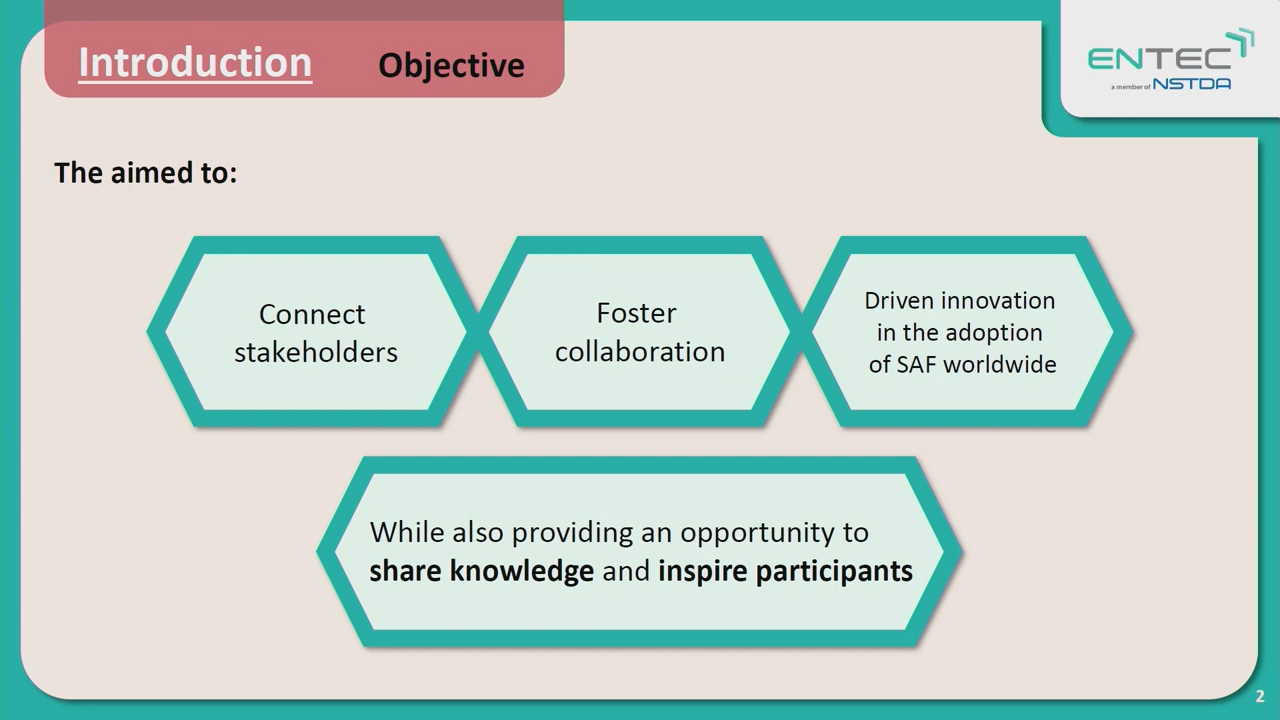 Introduction Objective
ENTEC
a member of NSTDA
The aimed to:
Connect
stakeholders
Foster
collaboration
Driven innovation
in the adoption
of SAF worldwide
While also providing an opportunity to
share knowledge and inspire participants
2